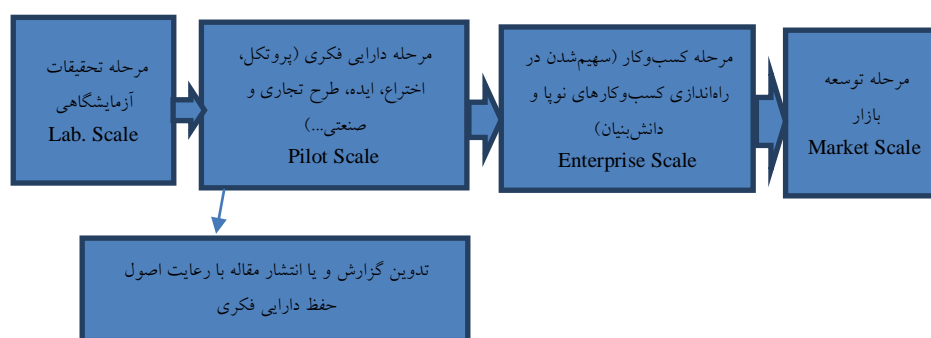 مرحله تحقیقات
آزمایشگاهی
Lab. Scale
مرحله دارایی فکری (پروتکل،
اختراع، ایده، طرح تجاری و
صنعتی...)
Pilot Scale
مرحله کسب‌وکار (سهیم‌شدن در
راه‌اندازی کسب‌وکارهای نوپا و
دانش‌بنیان)
Enterprise Scale
مرحله توسعه
بازار
Market Scale
تدوین گزارش و یا انتشار مقاله با رعایت اصول
حفظ دارایی فکری